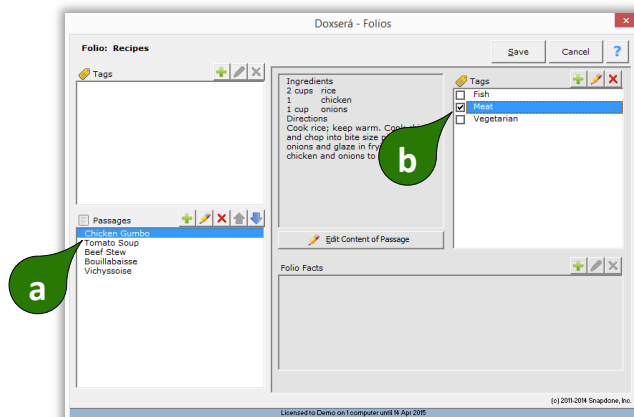 Doxserá - Folios
Folio: Recipes
Save
Cancel
?
Tags
Passages
Chicken Gumbo
Tomato Soup
Beef Stew
Bouillabaisse
Vichyssoise
a
Ingredients
2 cups rice
1 chicken
1 cup onions
Directions
Cook rice; keep warm. Cook
and chop into bite size
onions and glaze in
chicken and onions to
Edit Content of Passage
Tags
Fish
Meat
Vegetarian
b
Folio Facts
(c) 2011-2014 Snapdone, Inc.
Licensed to Demo on 1 computer until 14 Apr 2015